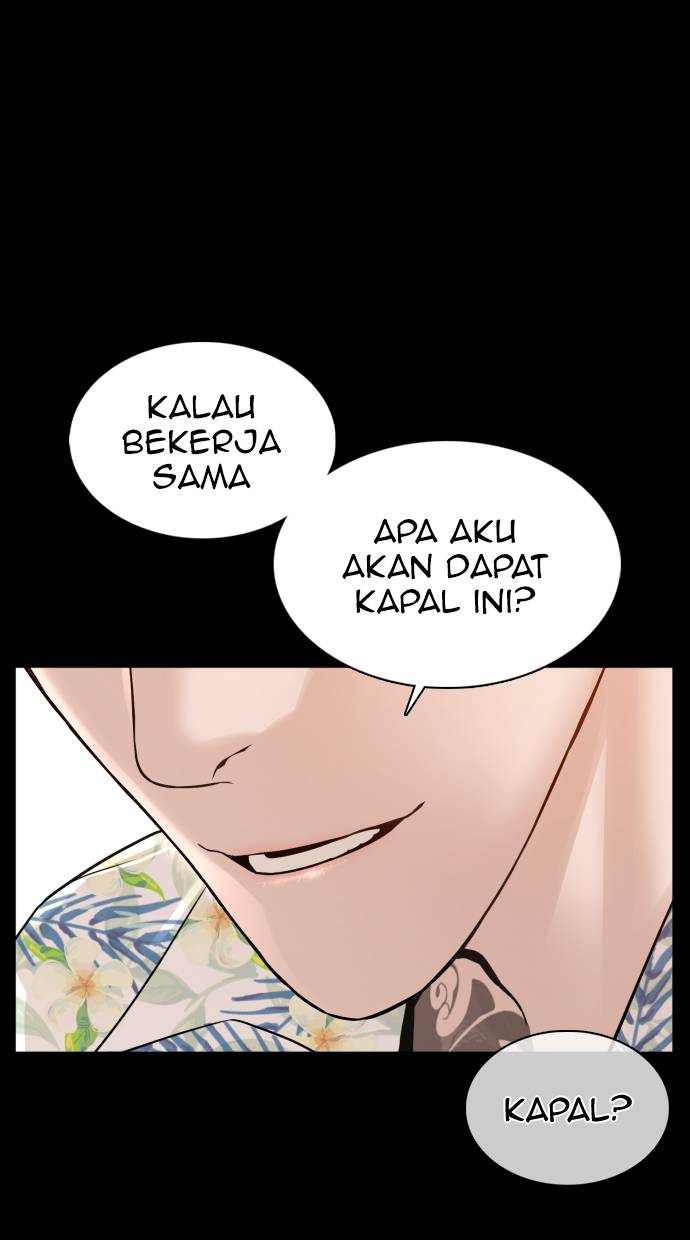 KALAU
BEKERJA
SAMA
APA AKU
AKAN DAPAT
KAPAL INI?
KAPAL?